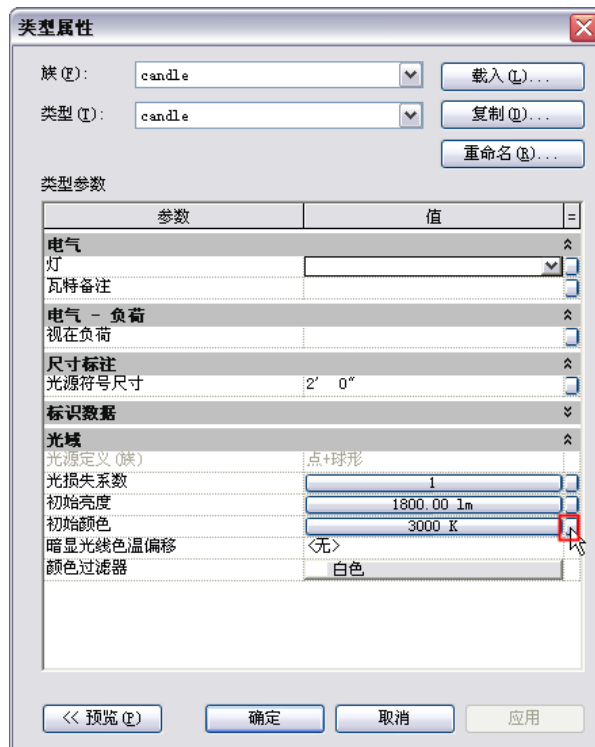 类型属性
族(F): candle 载入(L)...
类型(T): candle 复制(D)...
重命名(R)...
类型参数
参数 值 =
电气
灯
瓦特备注
电气 - 负荷
视在负荷
尺寸标注
光源符号尺寸 2' 0"
标识数据
光域
光源定义(族) 点+球形
光损失系数 1
初始亮度 1800.00 lm
初始颜色 3000 K
暗显光线色温偏移 <无>
颜色过滤器 白色
<< 预览(P) 确定 取消 应用